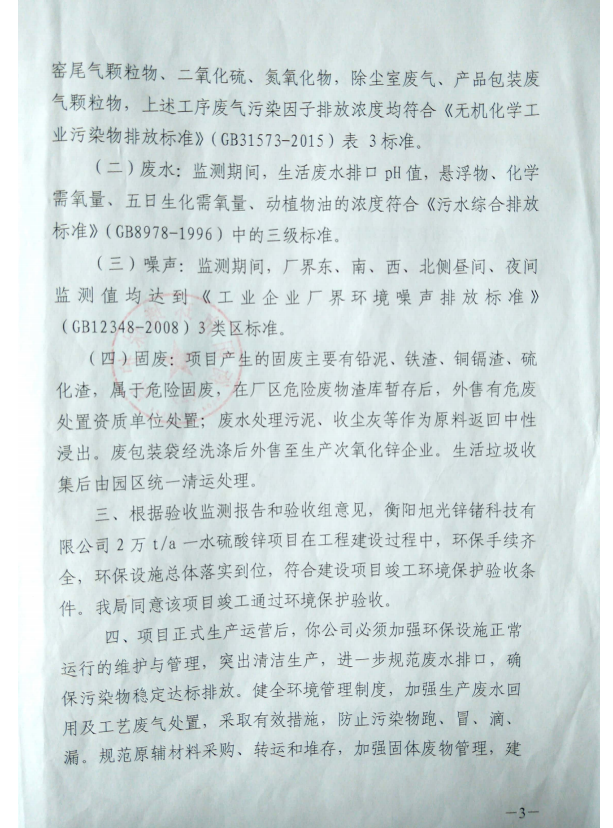 窑尾气颗粒物、二氧化硫、氮氧化物，除尘室废气、产品包装废
气颗粒物，上述工序废气污染因子排放浓度均符合《无机化学工
业污染物排放标准》（GB31573-2015）表 3标准。
（二）废水：监测期间，生活废水排口 pH 值，悬浮物、化学
需氧量、五日生化需氧量、动植物油的浓度符合《污水综合排放
标准》（GB8978-1996）中的三级标准。
（三）噪声：监测期间，厂界东、南、西、北侧昼间、夜间
监测值均达到《工业企业厂界环境噪声排放标准》
（GB12348-2008）3类区标准。
（四）固废：项目产生的固废主要有铅泥、铁渣、铜镉渣、硫
化渣，属于危险固废，在厂区危险废物渣库暂存后，外售有危废
处置资质单位处置；废水处理污泥、收尘灰等作为原料返回中性
浸出。废包装袋经洗涤后外售至生产次氧化锌企业。生活垃圾收
集后由园区统一清运处理。
三、根据验收监测报告和验收组意见，衡阳旭光锌锗科技有
限公司 2 万 t/a 一水硫酸锌项目在工程建设过程中，环保手续齐
全，环保设施总体落实到位，符合建设项目竣工环境保护验收条
件。我局同意该项目竣工通过环境保护验收。
四、项目正式生产运营后，你公司必须加强环保设施正常
运行的维护与管理，突出清洁生产，进一步规范废水排口，确
保污染物稳定达标排放。健全环境管理制度，加强生产废水回
用及工艺废气处置，采取有效措施，防止污染物跑、冒、滴、
漏。规范原辅材料采购、转运和堆存，加强固体废物管理，建
—3—